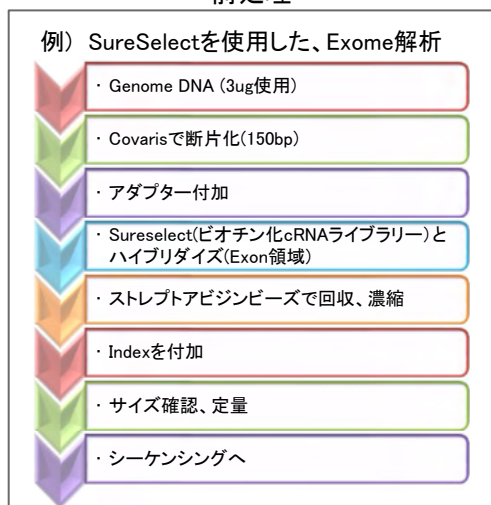 例) SureSelectを使用した、Exome解析
・Genome DNA (3ug使用)
・Covarisで断片化(150bp)
・アダプター付加
・Sureselect(ビオチン化cRNAライブラリー)と
ハイブリダイズ(Exon領域)
・ストレプトアビジンビーズで回収、濃縮
・Indexを付加
・サイズ確認、定量
・シーケンシングへ